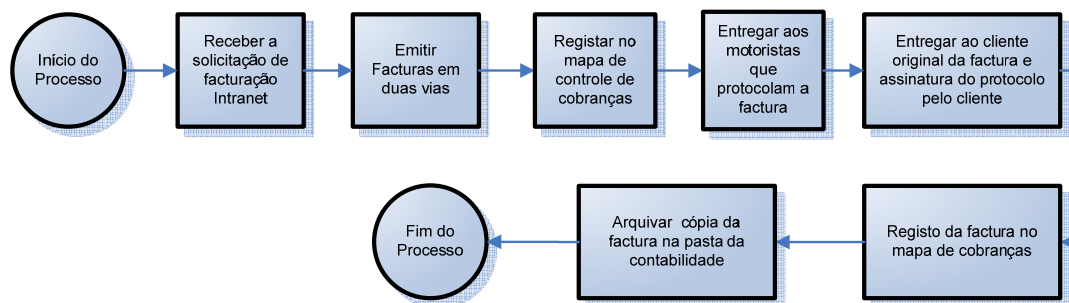 Início do
Processo
Receber a
solicitação de
facturação
Intranet
Emitir
Facturas em
duas vias
Registar no
mapa de
controle de
cobranças
Entregar aos
motoristas
que
protocolam a
factura
Entregar ao cliente
original da factura e
assinatura do protocolo
pelo cliente
Registo da factura no
mapa de cobranças
Arquivar cópia da
factura na pasta da
contabilidade
Fim do
Processo